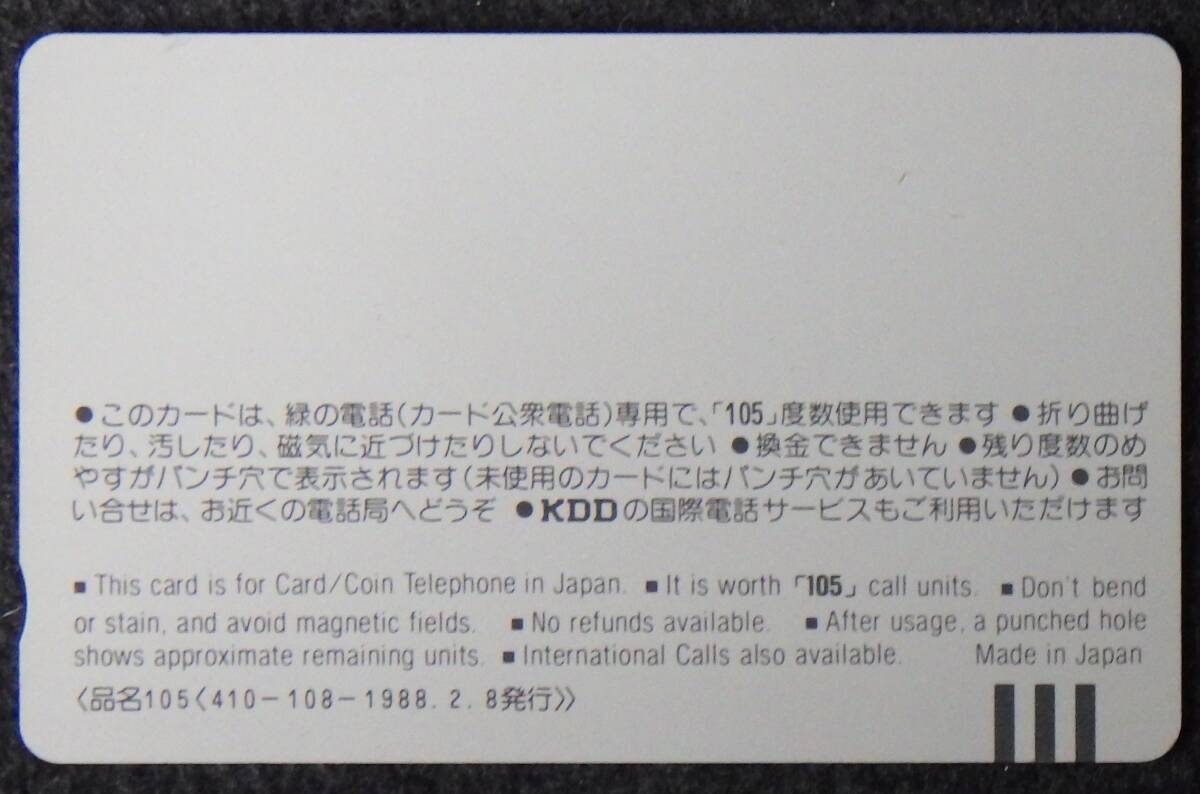 ●このカードは、緑の電話(カード公衆電話)専用で、「105」度数使用できます ●折り曲げ
たり、汚したり、磁気に近づけたりしないでください ●換金できません ●残り度数のめ
やすがパンチ穴で表示されます(未使用のカードにはパンチ穴があいていません) ●お問
い合せは、お近くの電話局へどうぞ ●KDDの国際電話サービスもご利用いただけます
■ This card is for Card/Coin Telephone in Japan. ■ It is worth 「105」 call units. ■ Don't bend
or stain, and avoid magnetic fields. ■ No refunds available. ■ After usage, a punched hole
shows approximate remaining units. ■ International Calls also available. Made in Japan
〈品名105〈410-108-1988. 2. 8発行〉〉